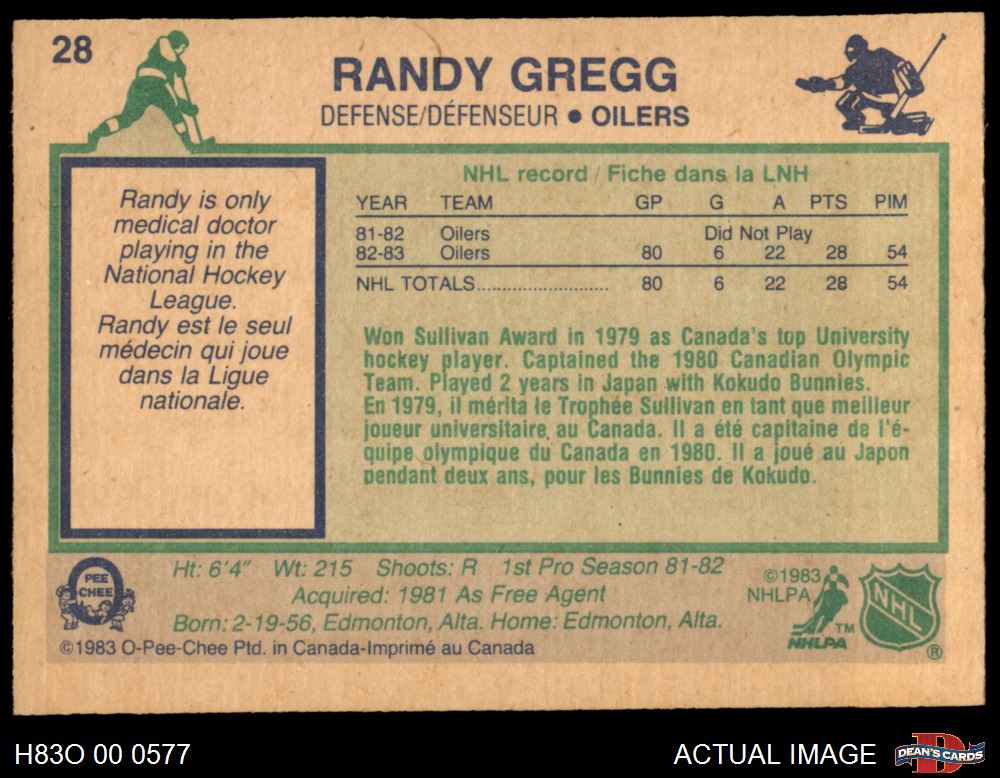 28
RANDY GREGG
DEFENSE/DÉFENSEUR • OILERS
Randy is only
medical doctor
playing in the
National Hockey
League.
Randy est le seul
médecin qui joue
dans la Ligue
nationale.
NHL record / Fiche dans la LNH
YEAR TEAM GP G A PTS PIM
81-82 Oilers Did Not Play
82-83 Oilers 80 6 22 28 54
NHL TOTALS.......................... 80 6 22 28 54
Won Sullivan Award in 1979 as Canada's top University
hockey player. Captained the 1980 Canadian Olympic
Team. Played 2 years in Japan with Kokudo Bunnies.
En 1979, il mérita le Trophée Sullivan en tant que meilleur
joueur universitaire au Canada. Il a été capitaine de l'é-
quipe olympique du Canada en 1980. Il a joué au Japon
pendant deux ans, pour les Bunnies de Kokudo.
PEE
CHEE
Ht: 6'4" Wt: 215 Shoots: R 1st Pro Season 81-82
Acquired: 1981 As Free Agent
Born: 2-19-56, Edmonton, Alta. Home: Edmonton, Alta.
©1983 O-Pee-Chee Ptd. in Canada-Imprimé au Canada
©1983
NHLPA
TM
NHLPA
NHL
®
H83O 00 0577
ACTUAL IMAGE
DEAN'S CARDS